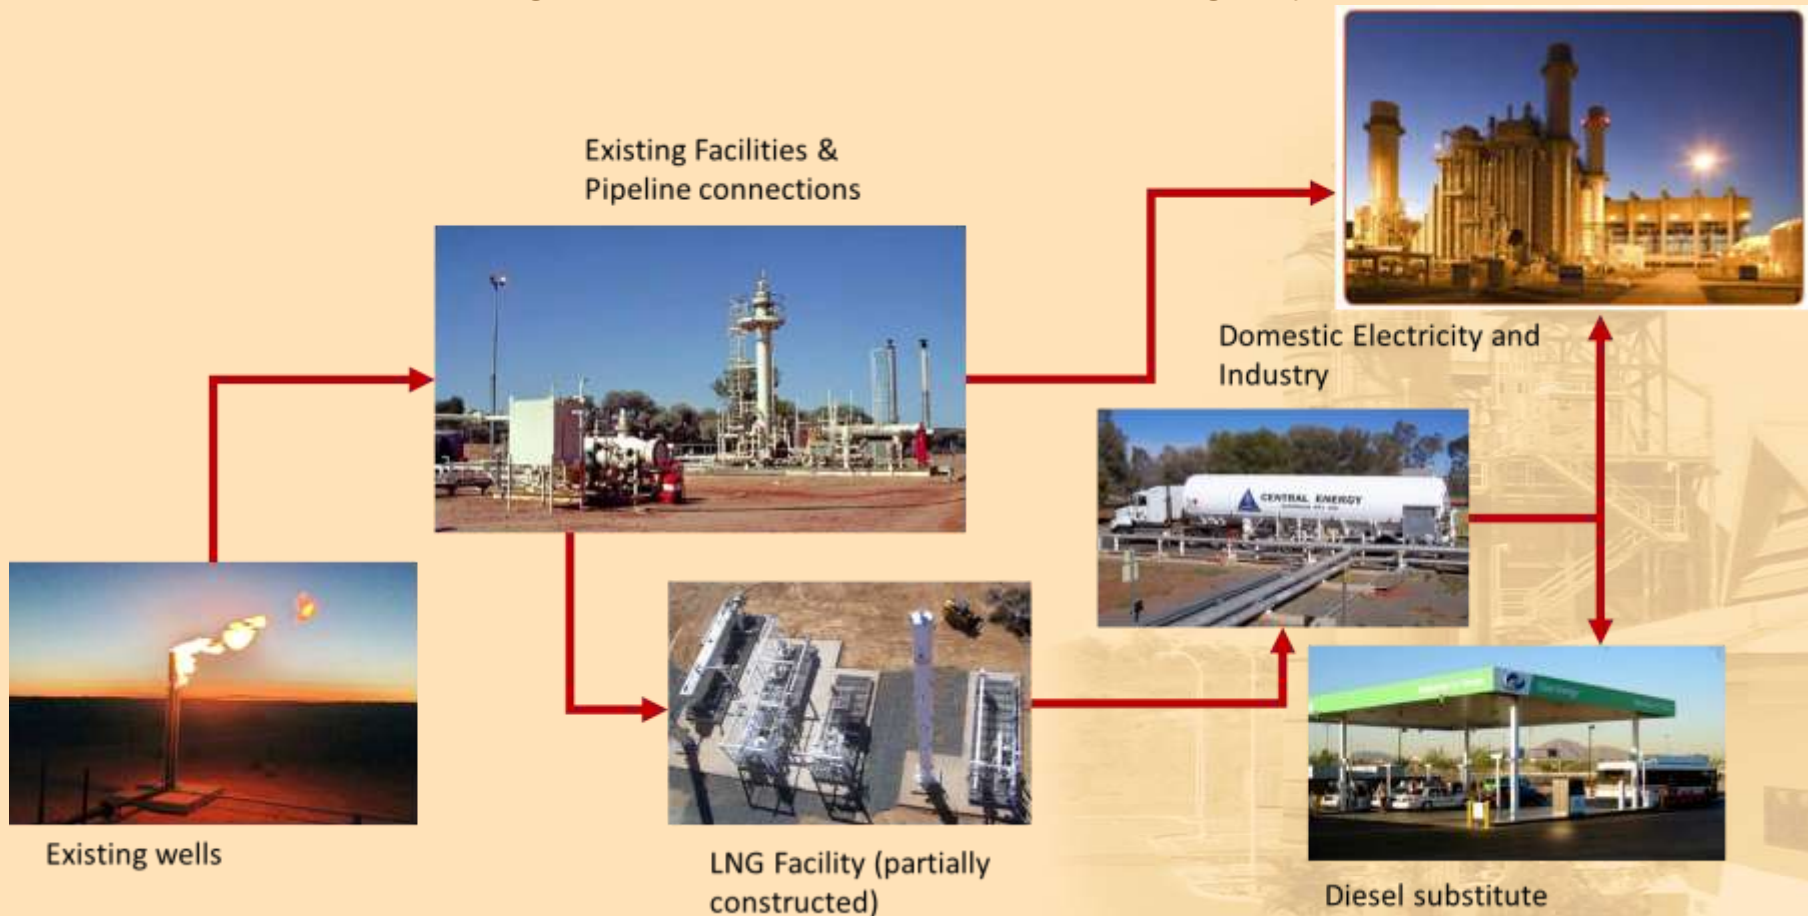 Existing Facilities &
Pipeline connections
Domestic Electricity and
Industry
CENTRAL ENERGY
Existing wells
LNG Facility (partially
constructed)
Diesel substitute